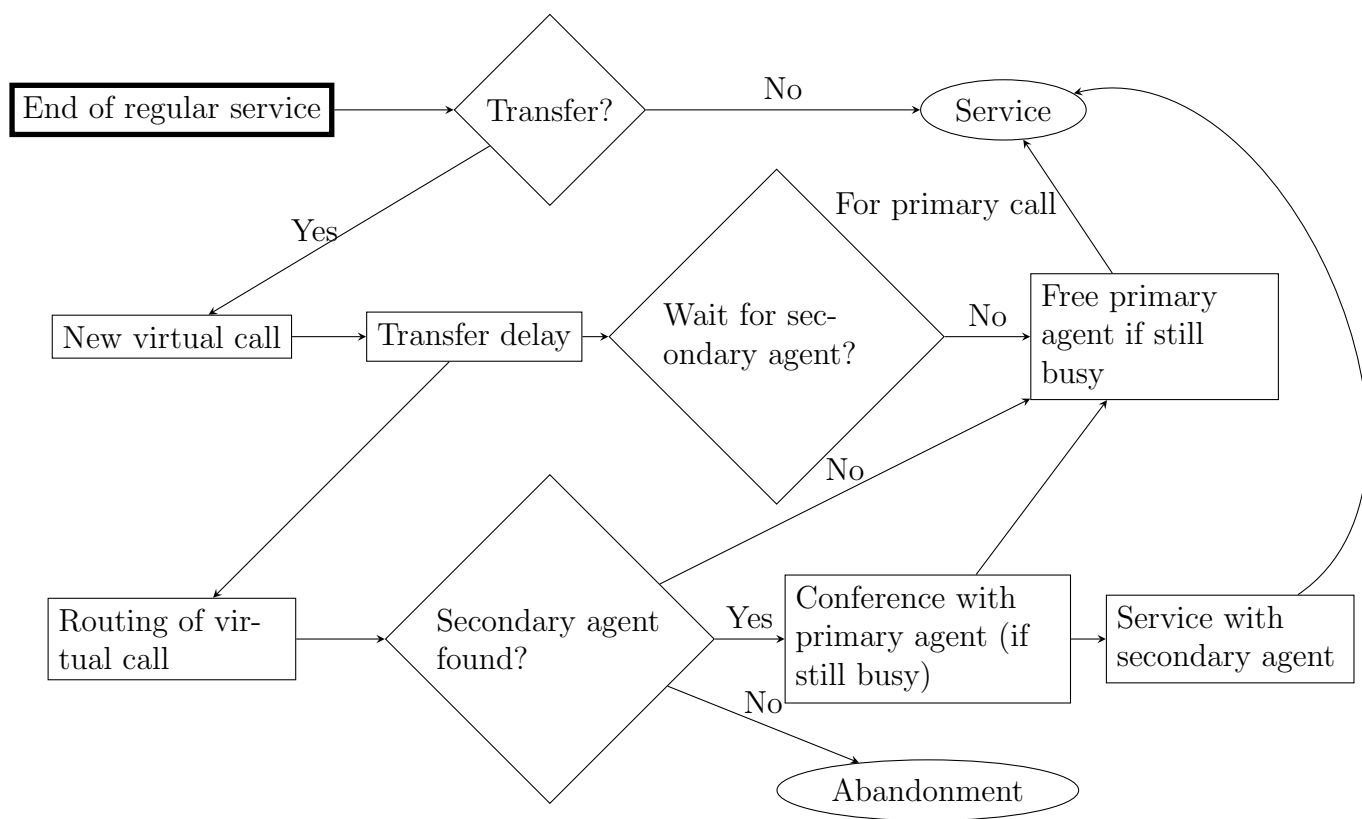 End of regular service
Transfer?
No
Service
Yes
For primary call
New virtual call
Transfer delay
Wait for sec-
ondary agent?
No
Free primary
agent if still
busy
No
Routing of vir-
tual call
Secondary agent
found?
Yes
Conference with
primary agent (if
still busy)
Service with
secondary agent
No
Abandonment